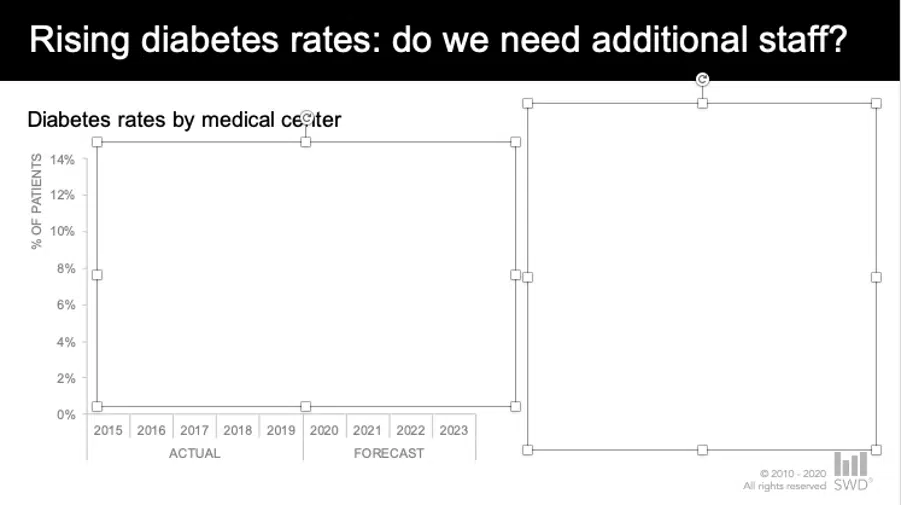 Rising diabetes rates: do we need additional staff?
Diabetes rates by medical center
% OF PATIENTS
14%
12%
10%
8%
6%
4%
2%
0%
2015 2016 2017 2018 2019 2020 2021 2022 2023
ACTUAL FORECAST
© 2010 - 2020
All rights reserved
SWD®